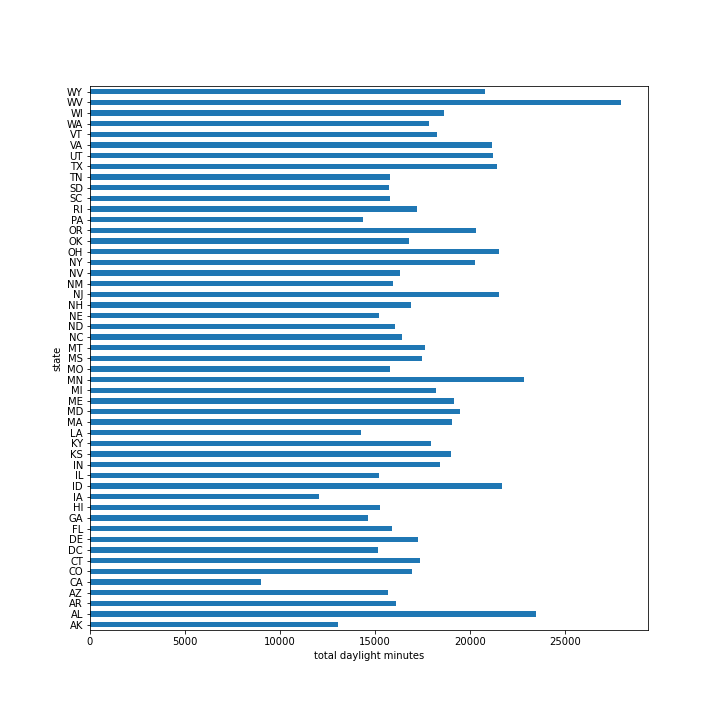 WY
WV
WI
WA
VT
VA
UT
TX
TN
SD
SC
RI
PA
OR
OK
OH
NY
NV
NM
NJ
NH
NE
ND
NC
MT
MS
MO
MN
MI
ME
MD
MA
LA
KY
KS
IN
IL
ID
IA
HI
GA
FL
DE
DC
CT
CO
CA
AZ
AR
AL
AK
state
0 5000 10000 15000 20000 25000
total daylight minutes